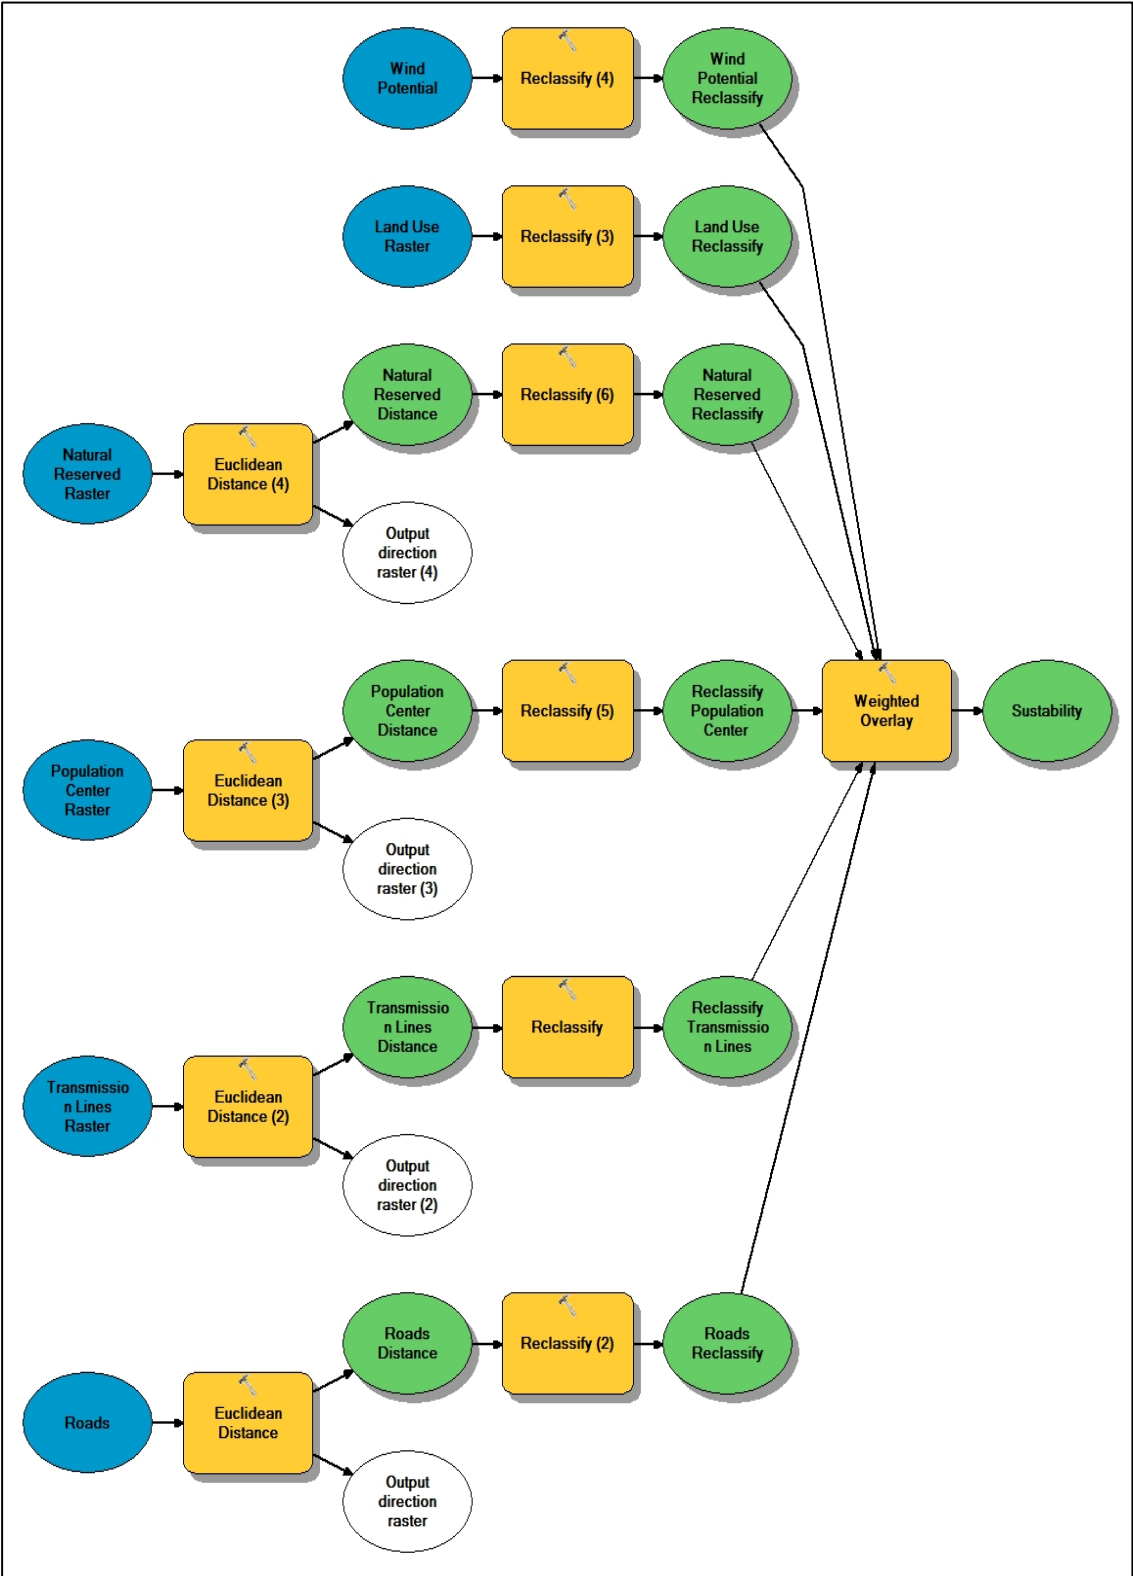 Wind
Potential
Reclassify (4)
Wind
Potential
Reclassify
Land Use
Raster
Reclassify (3)
Land Use
Reclassify
Natural
Reserved
Distance
Reclassify (6)
Natural
Reserved
Reclassify
Natural
Reserved
Raster
Euclidean
Distance (4)
Output
direction
raster (4)
Population
Center
Distance
Reclassify (5)
Reclassify
Population
Center
Weighted
Overlay
Sustability
Population
Center
Raster
Euclidean
Distance (3)
Output
direction
raster (3)
Transmissio
n Lines
Distance
Reclassify
Reclassify
Transmissio
n Lines
Transmissio
n Lines
Raster
Euclidean
Distance (2)
Output
direction
raster (2)
Roads
Distance
Reclassify (2)
Roads
Reclassify
Roads
Euclidean
Distance
Output
direction
raster